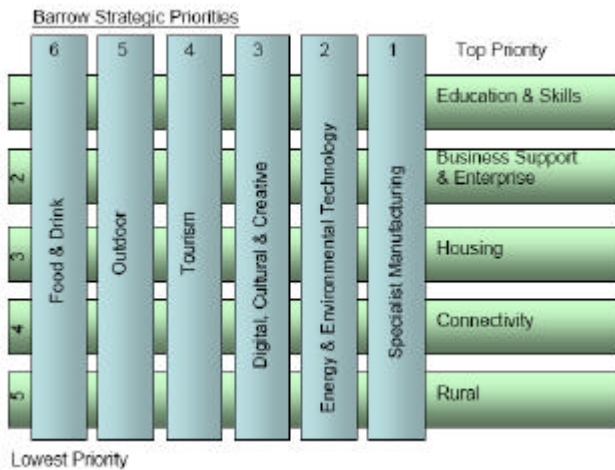 Barrow Strategic Priorities
6
5
4
3
2
1
Top Priority
1
Education & Skills
2
Business Support
& Enterprise
3
Housing
4
Connectivity
5
Rural
Food & Drink
Outdoor
Tourism
Digital, Cultural & Creative
Energy & Environmental Technology
Specialist Manufacturing
Lowest Priority